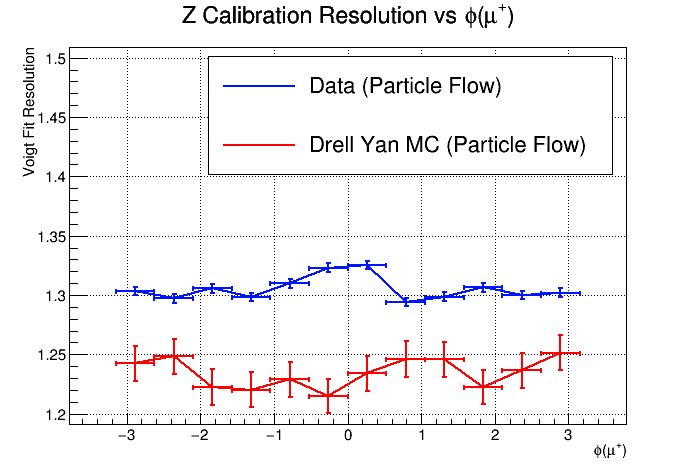 Z Calibration Resolution vs ϕ(μ⁺)
Voigt Fit Resolution
1.5
1.45
1.4
1.35
1.3
1.25
1.2
Data (Particle Flow)
Drell Yan MC (Particle Flow)
−3 −2 −1 0 1 2 3
ϕ(μ⁺)